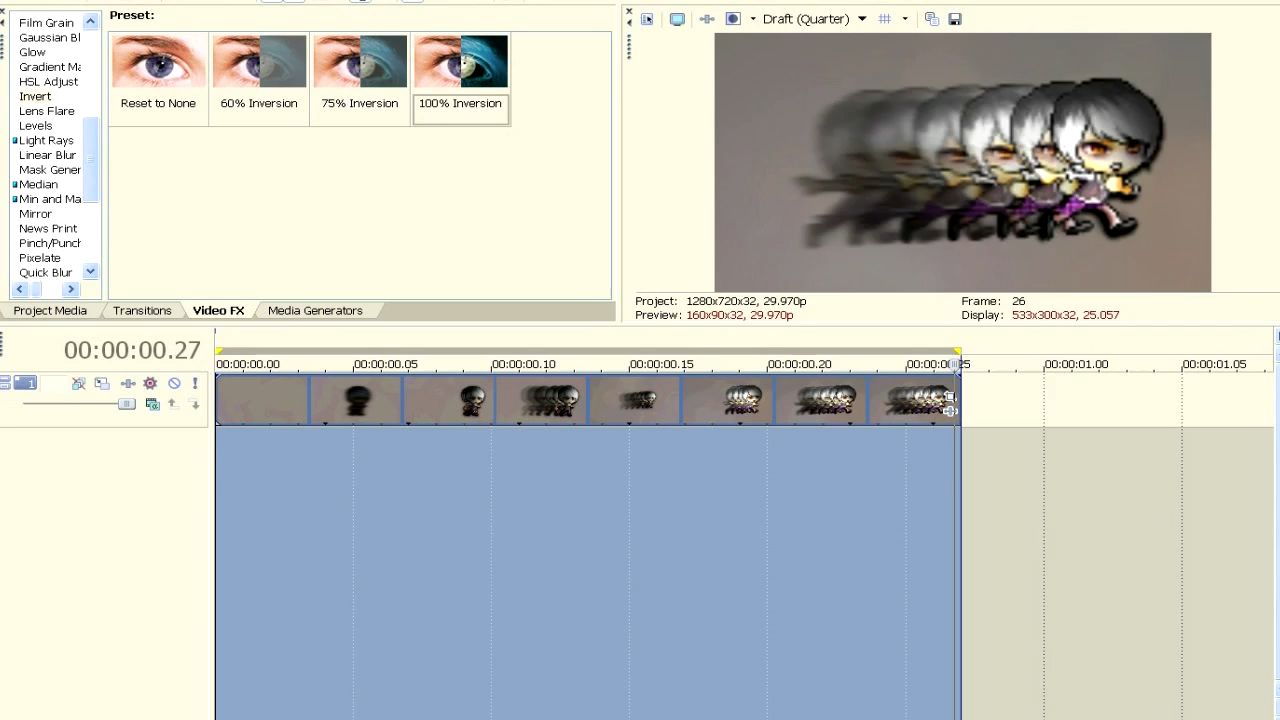 Film Grain
Gaussian Bl
Glow
Gradient Ma
HSL Adjust
Invert
Lens Flare
Levels
Light Rays
Linear Blur
Mask Gener
Median
Min and Ma
Mirror
News Print
Pinch/Punch
Pixelate
Quick Blur
Preset:
Reset to None
60% Inversion
75% Inversion
100% Inversion
Project Media
Transitions
Video FX
Media Generators
Draft (Quarter)
Project: 1280x720x32, 29.970p
Preview: 160x90x32, 29.970p
Frame: 26
Display: 533x300x32, 25.057
00:00:00.27
00:00:00.00
00:00:00.05
00:00:00.10
00:00:00.15
00:00:00.20
00:00:00.25
00:00:01.00
00:00:01.05
1